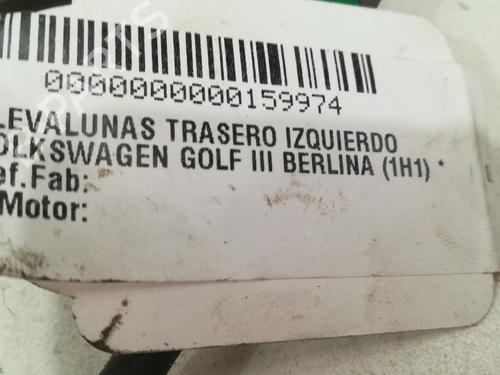 0000000000159974
LEVALUNAS TRASERO IZQUIERDO
OLKSWAGEN GOLF III BERLINA (1H1) *
ef.Fab:
Motor: